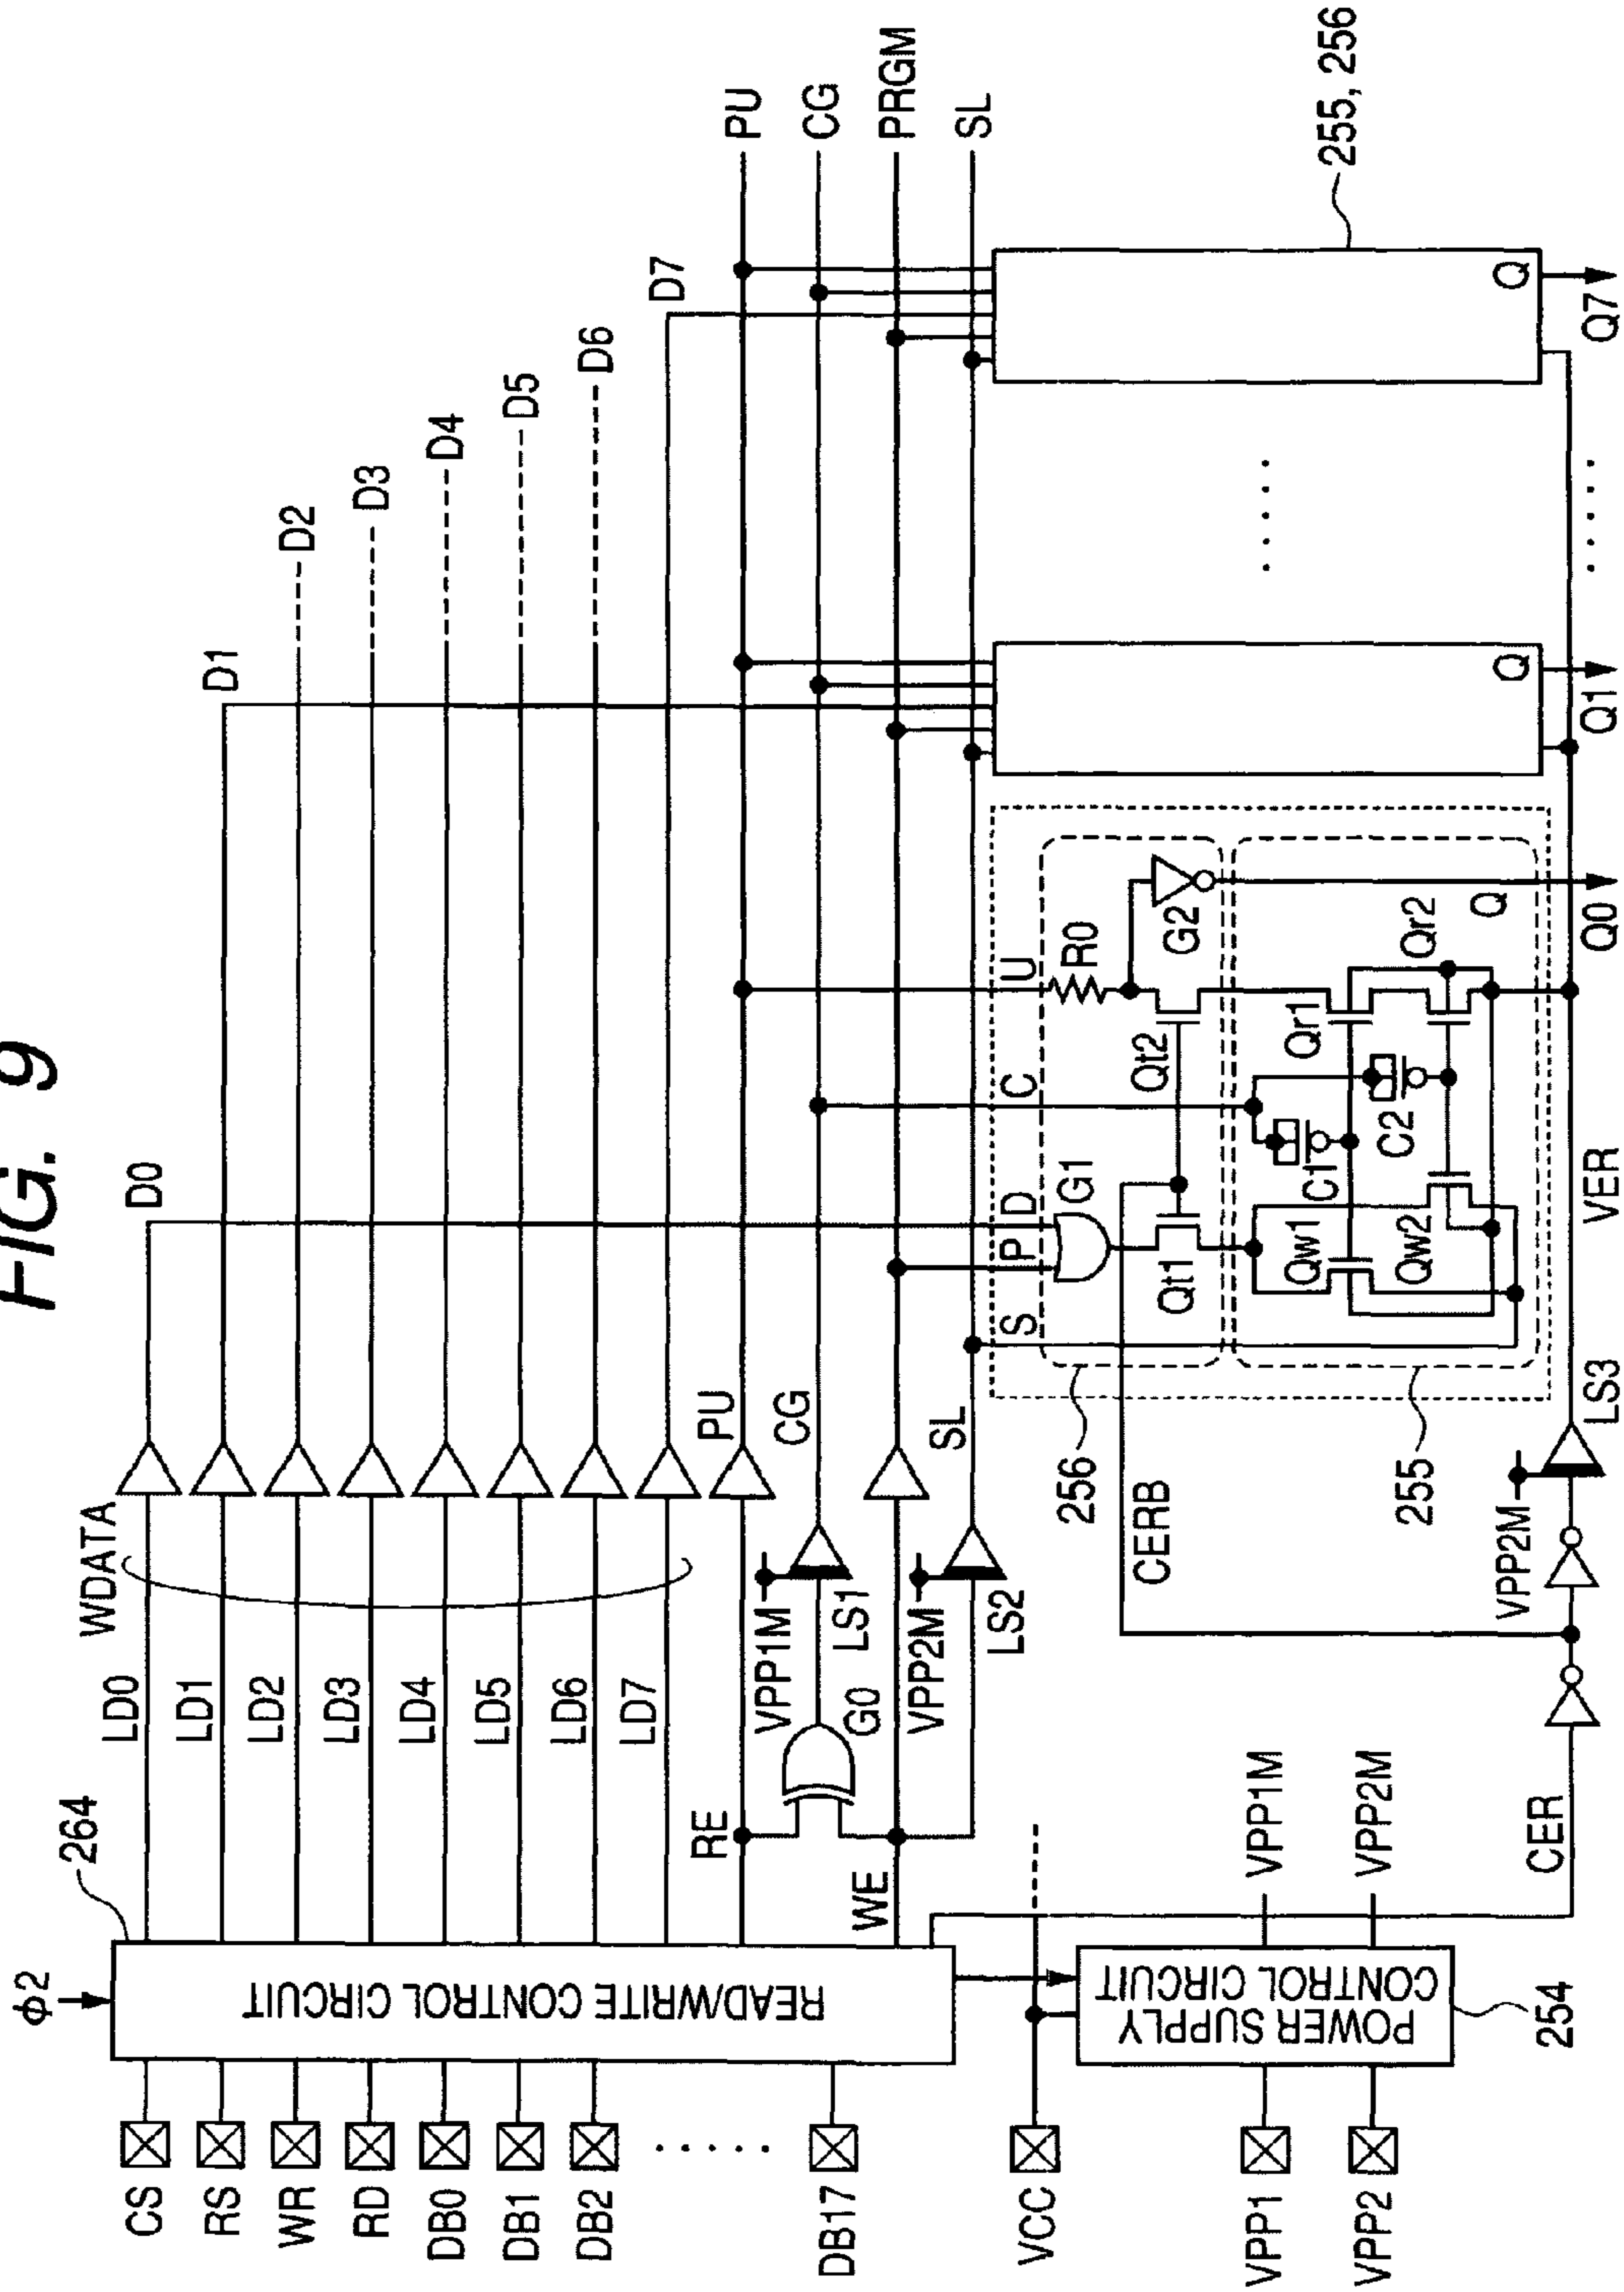 FIG. 9
φ2
264
CS
RS
WR
RD
DB0
DB1
DB2
.....
DB17
VCC
VPP1
VPP2
READ/WRITE CONTROL CIRCUIT
POWER SUPPLY
CONTROL CIRCUIT
254
VPP1M
VPP2M
CER
LD0
LD1
LD2
LD3
LD4
LD5
LD6
LD7
WDATA
RE
WE
G0
VPP1M
LS1
VPP2M
LS2
PU
CG
SL
D0
D1
D2
D3
D4
D5
D6
D7
PU
CG
PRGM
SL
CERB
256
255
S
P
D
C
U
G1
R0
G2
Qt1
Qt2
Qw1
Qw2
C1
C2
Qr1
Qr2
Q
VPP2M
LS3
VER
Q0
Q
Q1
.....
.....
Q
Q7
255, 256